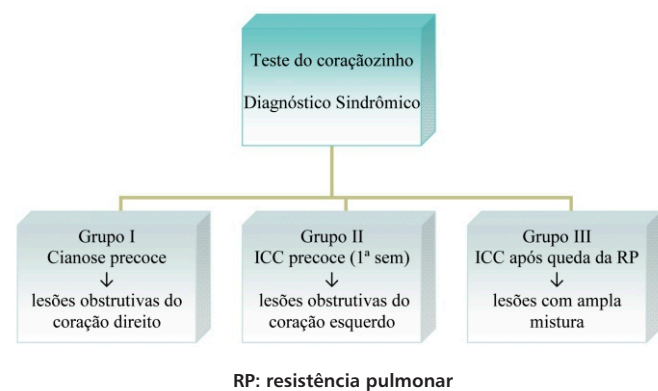 Teste do coraçãozinho
Diagnóstico Sindrômico
Grupo I
Cianose precoce
↓
lesões obstrutivas do
coração direito
Grupo II
ICC precoce (1ª sem)
↓
lesões obstrutivas do
coração esquerdo
Grupo III
ICC após queda da RP
↓
lesões com ampla
mistura
RP: resistência pulmonar